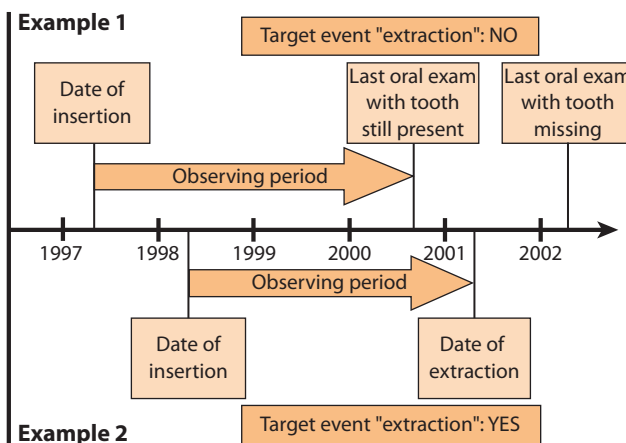 Example 1
Target event "extraction": NO
Date of
insertion
Last oral exam
with tooth
still present
Last oral exam
with tooth
missing
Observing period
1997 1998 1999 2000 2001 2002
Observing period
Date of
insertion
Date of
extraction
Target event "extraction": YES
Example 2